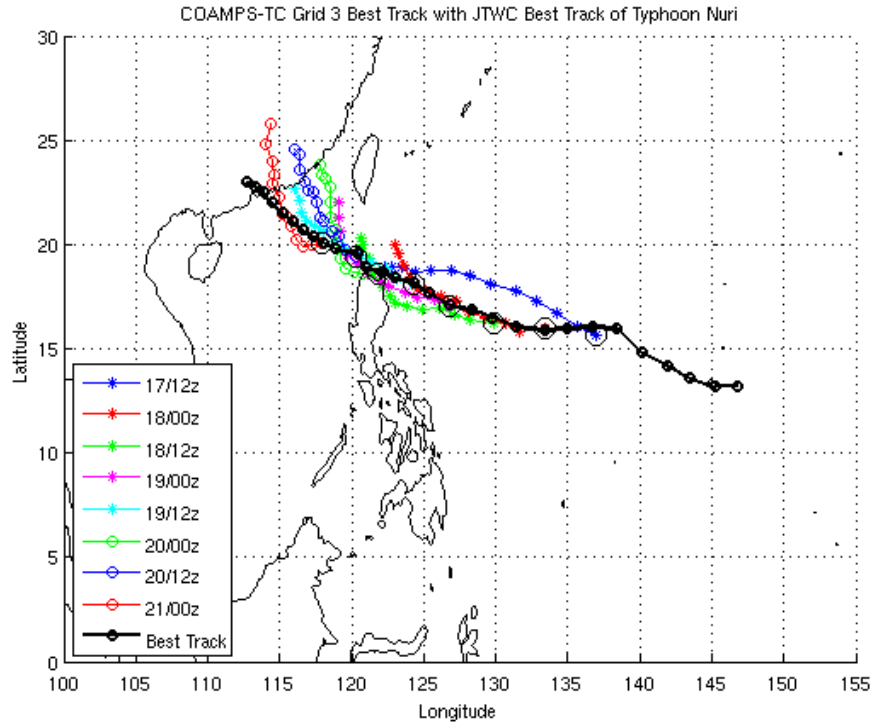 COAMPS-TC Grid 3 Best Track with JTWC Best Track of Typhoon Nuri
30
25
20
15
10
5
0
Latitude
17/12z
18/00z
18/12z
19/00z
19/12z
20/00z
20/12z
21/00z
Best Track
100 105 110 115 120 125 130 135 140 145 150 155
Longitude